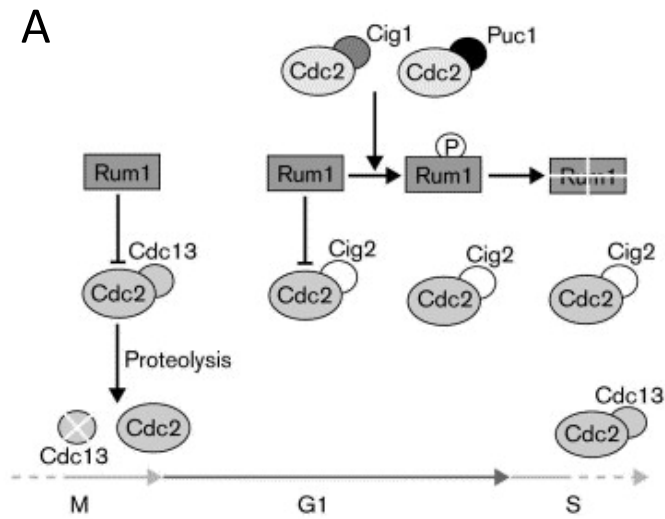 A
Cig1
Puc1
Cdc2
Cdc2
P
Rum1
Rum1
Rum1
Rum1
Cdc13
Cig2
Cig2
Cig2
Cdc2
Cdc2
Cdc2
Cdc2
Proteolysis
Cdc13
Cdc2
Cdc2
Cdc13
M
G1
S